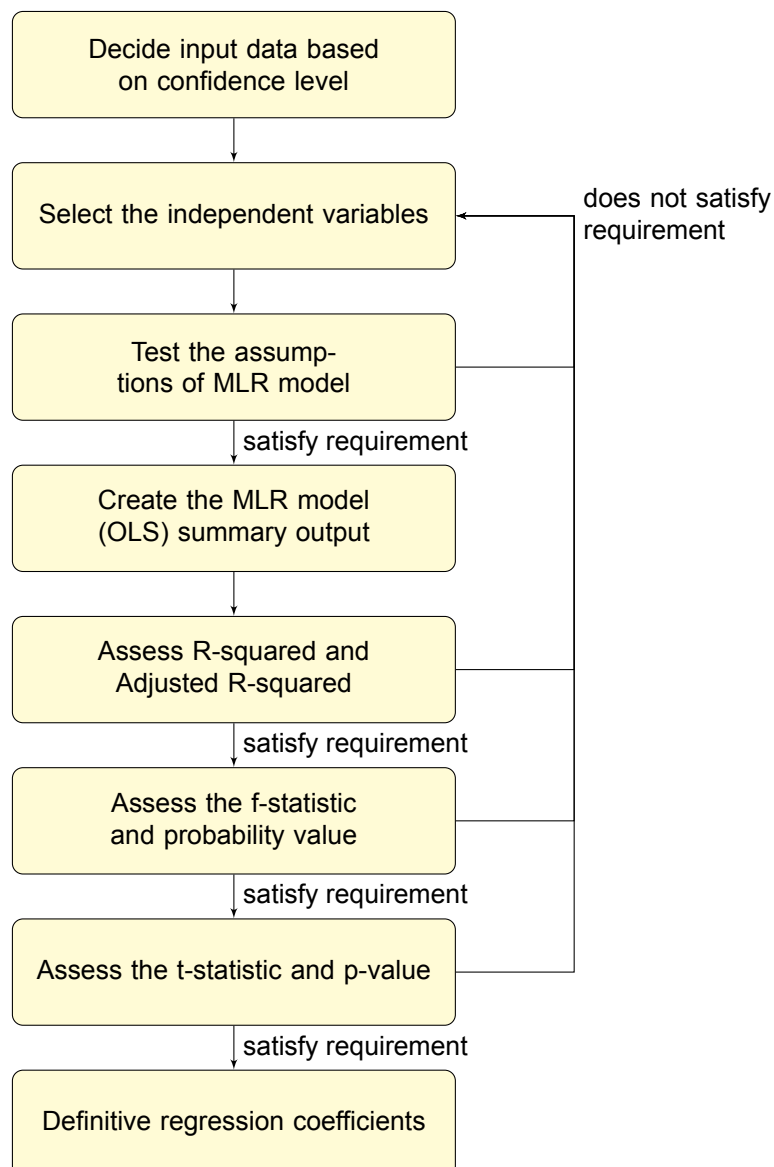 Decide input data based
on confidence level
Select the independent variables
does not satisfy
requirement
Test the assump-
tions of MLR model
satisfy requirement
Create the MLR model
(OLS) summary output
Assess R-squared and
Adjusted R-squared
satisfy requirement
Assess the f-statistic
and probability value
satisfy requirement
Assess the t-statistic and p-value
satisfy requirement
Definitive regression coefficients